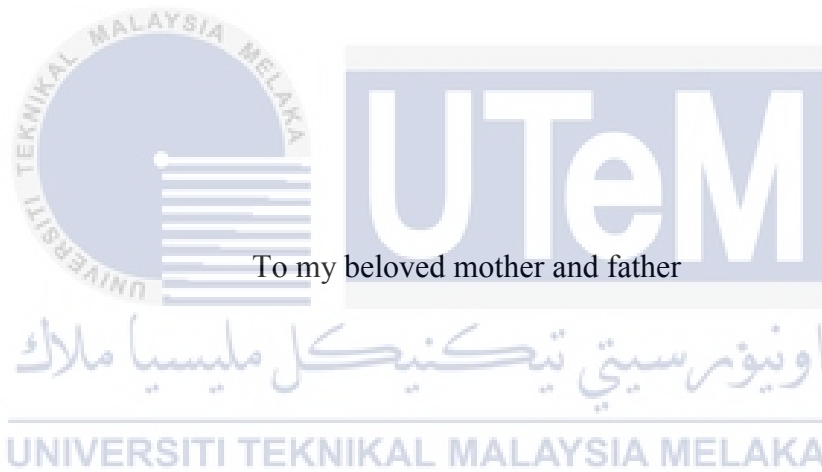 UNIVERSITI TEKNIKAL MALAYSIA MELAKA
UTeM
To my beloved mother and father
اونيۏرسيتي تيكنيكل مليسيا ملاك
UNIVERSITI TEKNIKAL MALAYSIA MELAKA